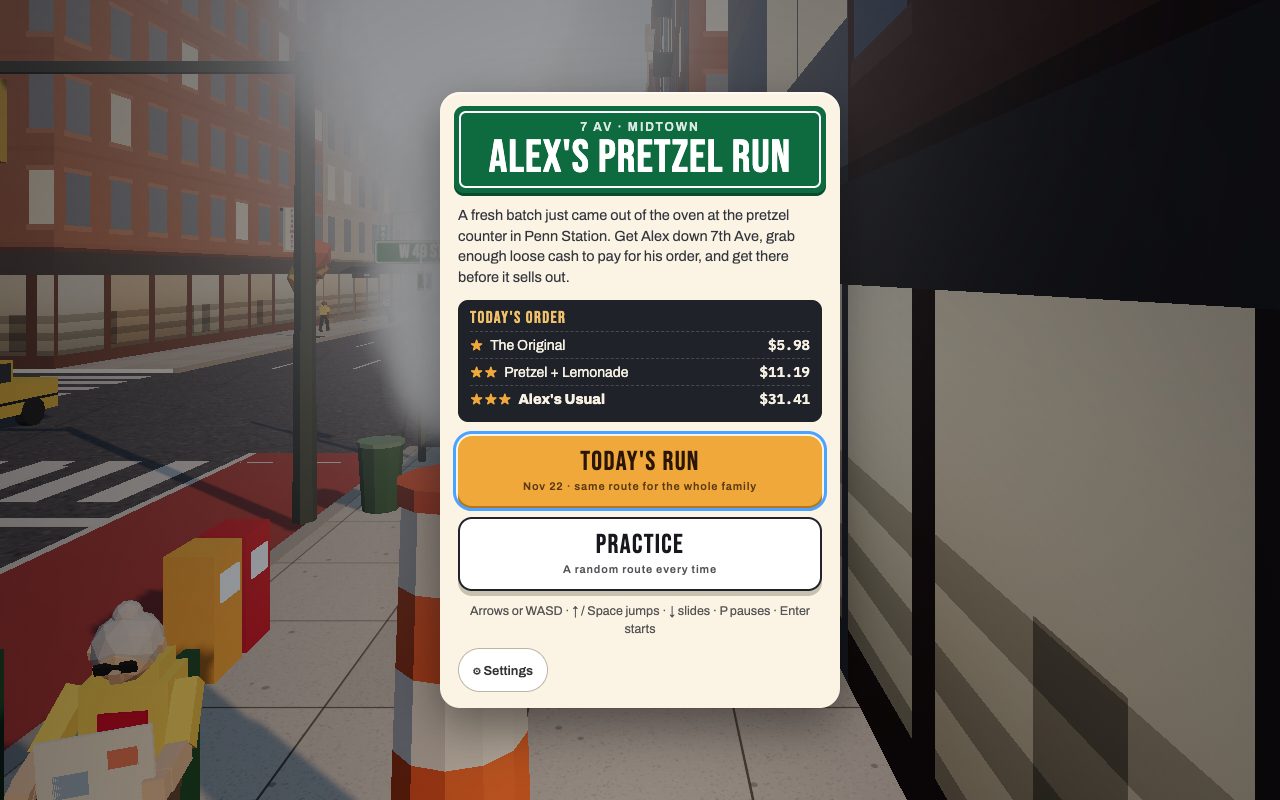 7 AV · MIDTOWN
ALEX'S PRETZEL RUN
A fresh batch just came out of the oven at the pretzel
counter in Penn Station. Get Alex down 7th Ave, grab
enough loose cash to pay for his order, and get there
before it sells out.
TODAY'S ORDER
★ The Original $5.98
★★ Pretzel + Lemonade $11.19
★★★ Alex's Usual $31.41
TODAY'S RUN
Nov 22 · same route for the whole family
PRACTICE
A random route every time
Arrows or WASD · ↑ / Space jumps · ↓ slides · P pauses · Enter
starts
⚙ Settings
W 49 S